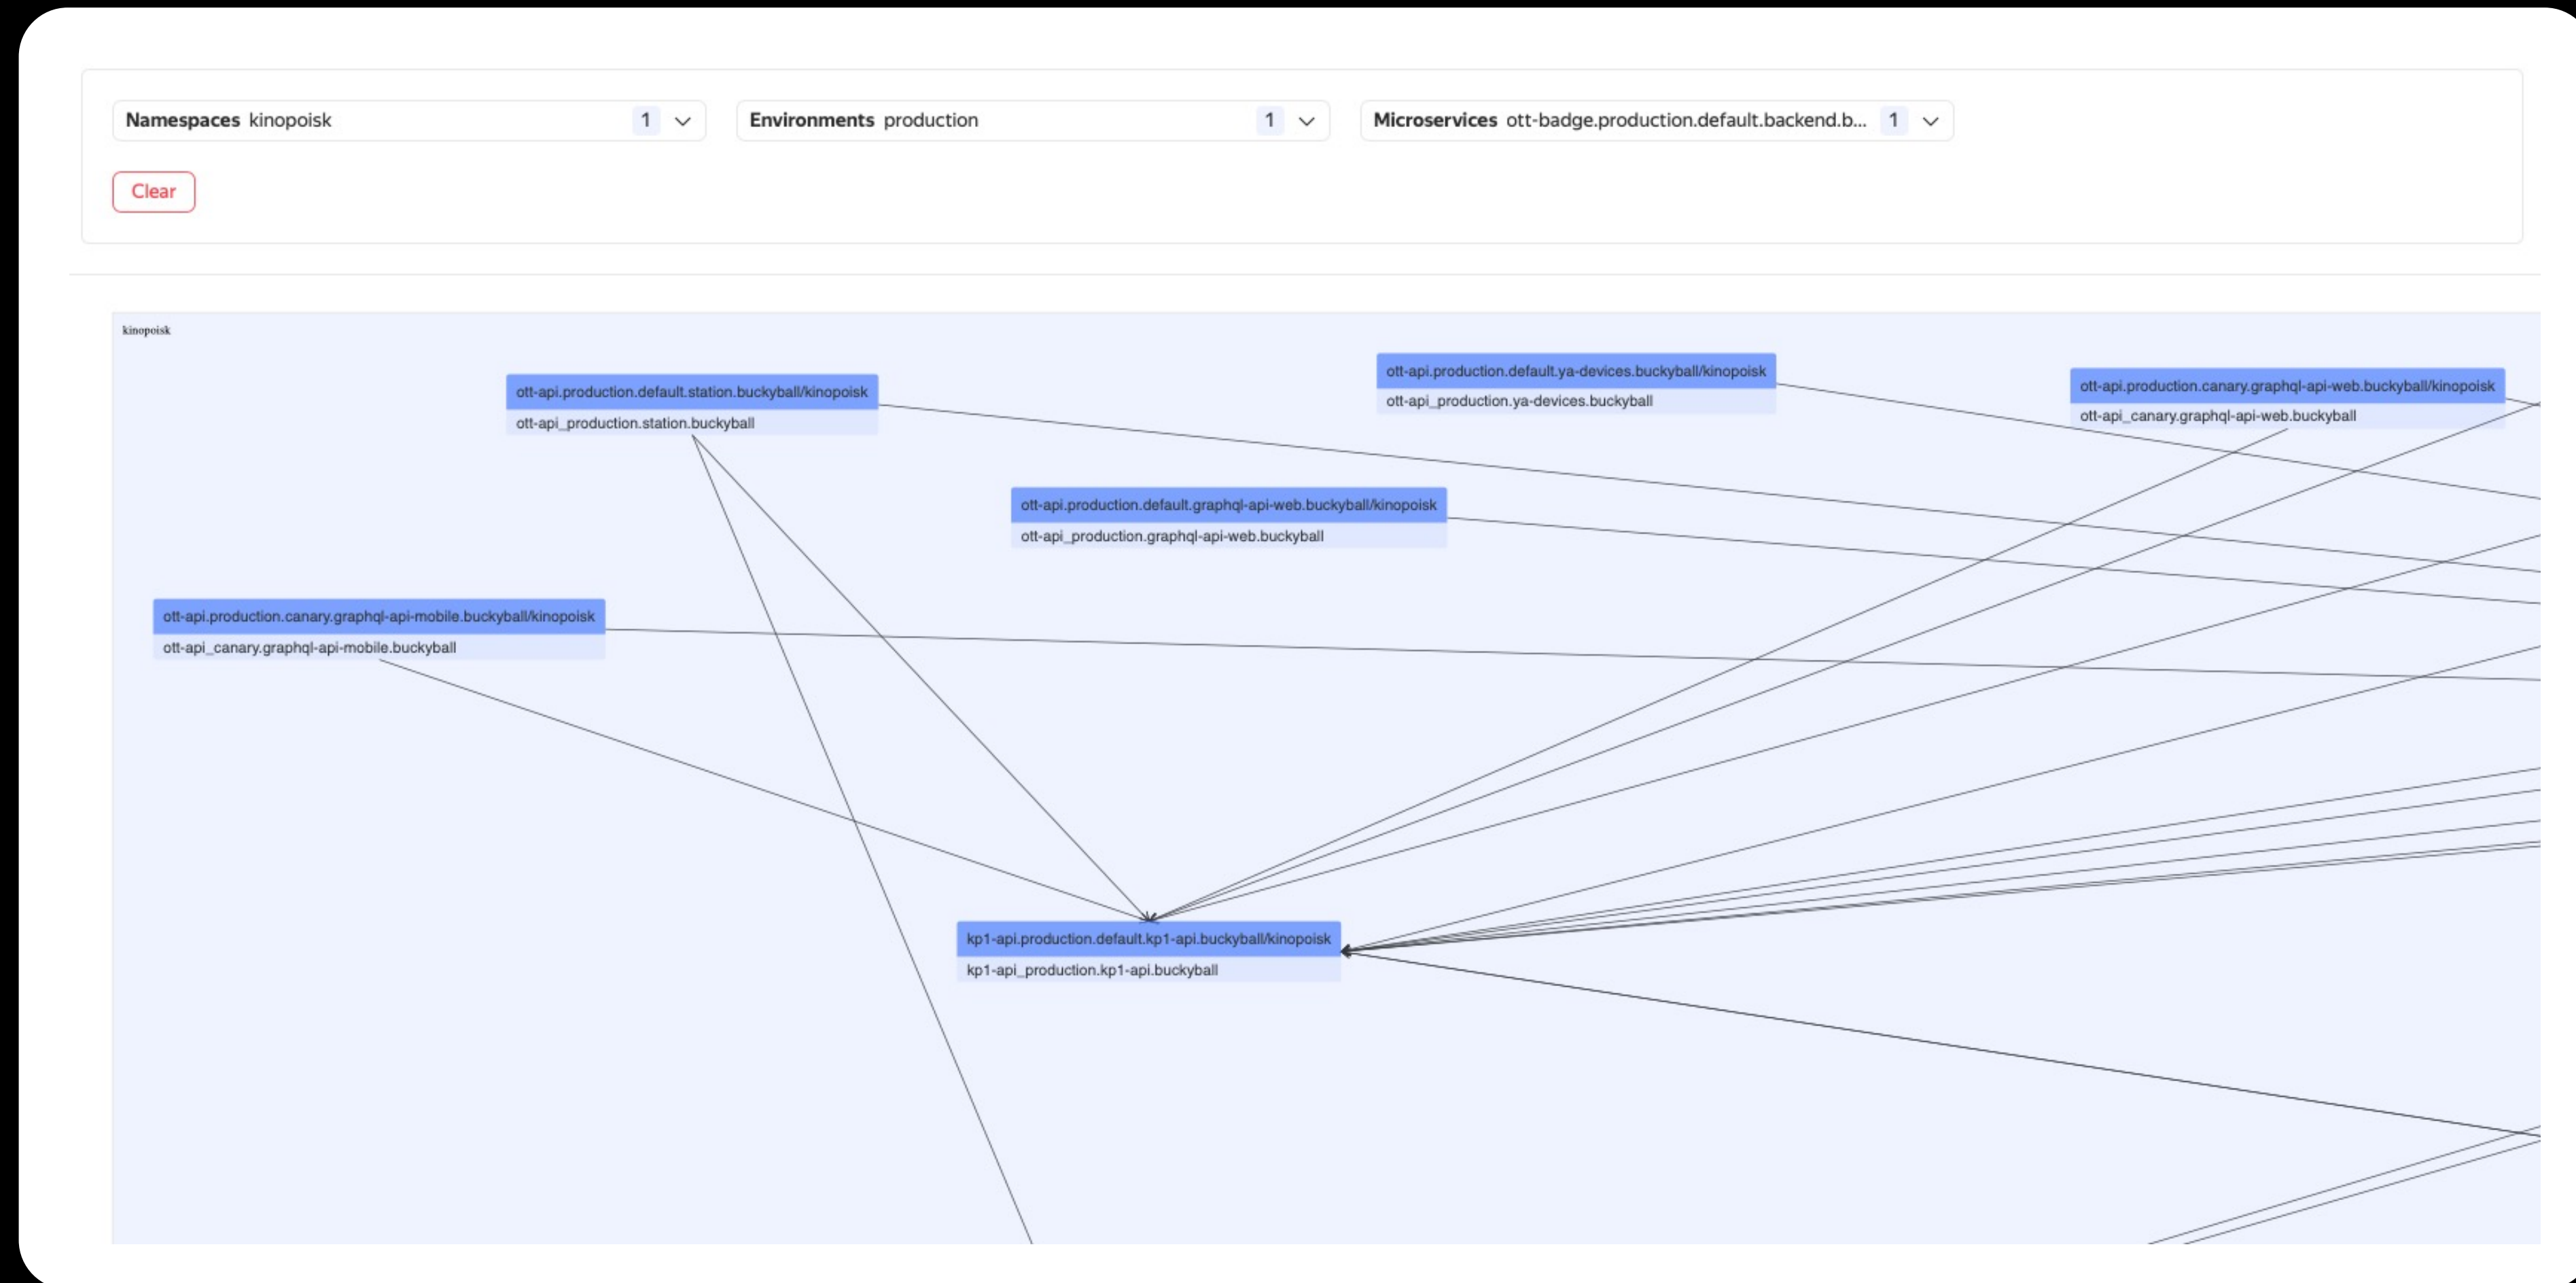 Namespaces kinopoisk 1
Environments production 1
Microservices ott-badge.production.default.backend.b... 1
Clear
kinopoisk
ott-api.production.default.station.buckyball/kinopoisk
ott-api_production.station.buckyball
ott-api.production.default.ya-devices.buckyball/kinopoisk
ott-api_production.ya-devices.buckyball
ott-api.production.canary.graphql-api-web.buckyball/kinopoisk
ott-api_canary.graphql-api-web.buckyball
ott-api.production.default.graphql-api-web.buckyball/kinopoisk
ott-api_production.graphql-api-web.buckyball
ott-api.production.canary.graphql-api-mobile.buckyball/kinopoisk
ott-api_canary.graphql-api-mobile.buckyball
kp1-api.production.default.kp1-api.buckyball/kinopoisk
kp1-api_production.kp1-api.buckyball